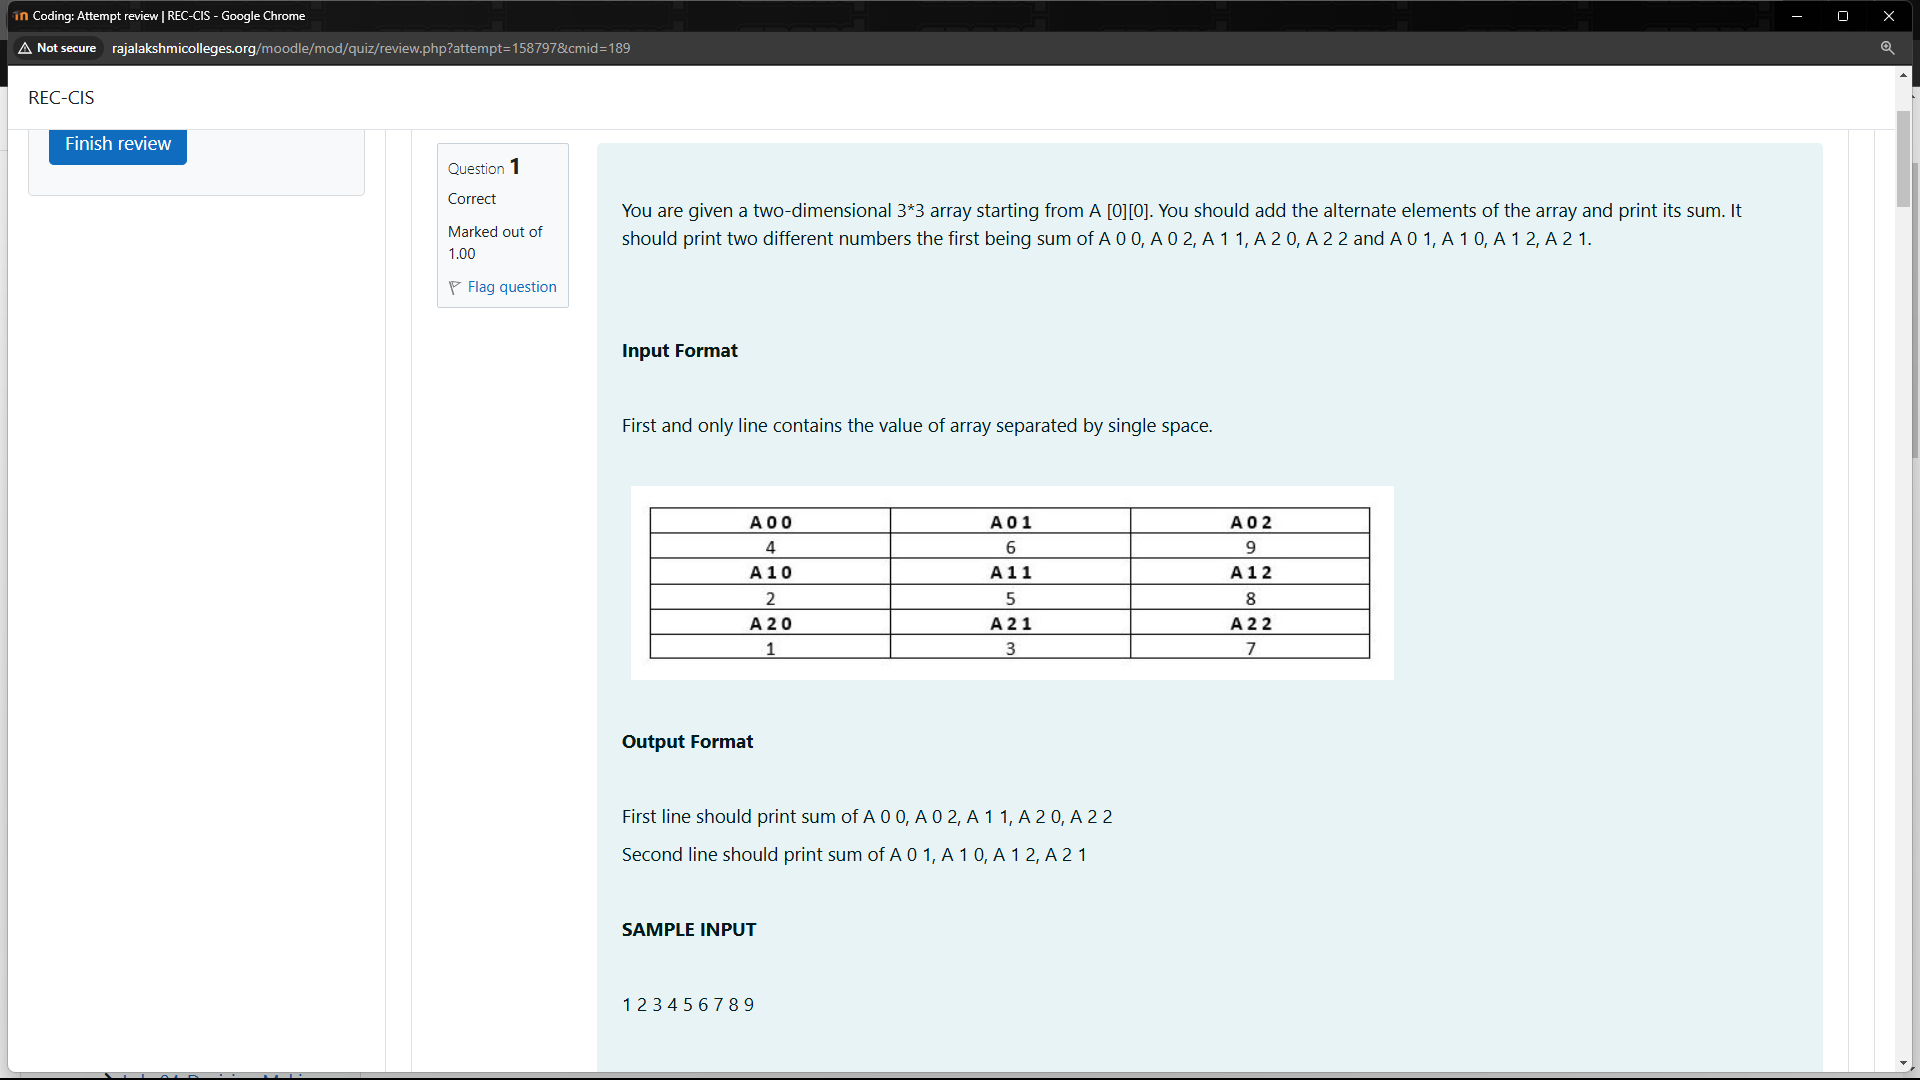 Coding: Attempt review | REC-CIS - Google Chrome
Not secure rajalakshmicolleges.org/moodle/mod/quiz/review.php?attempt=158797&cmid=189
REC-CIS
Finish review
Question 1
Correct
Marked out of
1.00
Flag question
You are given a two-dimensional 3*3 array starting from A [0][0]. You should add the alternate elements of the array and print its sum. It
should print two different numbers the first being sum of A 0 0, A 0 2, A 1 1, A 2 0, A 2 2 and A 0 1, A 1 0, A 1 2, A 2 1.
Input Format
First and only line contains the value of array separated by single space.
A 0 0 A 0 1 A 0 2
4 6 9
A 1 0 A 1 1 A 1 2
2 5 8
A 2 0 A 2 1 A 2 2
1 3 7
Output Format
First line should print sum of A 0 0, A 0 2, A 1 1, A 2 0, A 2 2
Second line should print sum of A 0 1, A 1 0, A 1 2, A 2 1
SAMPLE INPUT
1 2 3 4 5 6 7 8 9